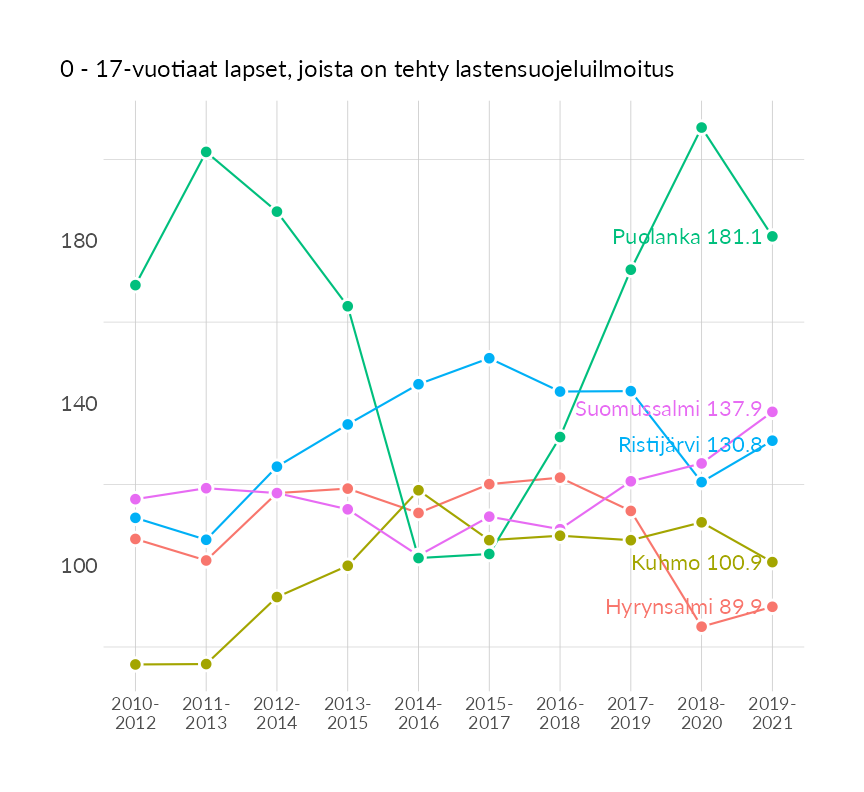 0 - 17-vuotiaat lapset, joista on tehty lastensuojeluilmoitus
180
140
100
Puolanka 181.1
Suomussalmi 137.9
Ristijärvi 130.8
Kuhmo 100.9
Hyrynsalmi 89.9
2010- 2011- 2012- 2013- 2014- 2015- 2016- 2017- 2018- 2019-
2012 2013 2014 2015 2016 2017 2018 2019 2020 2021